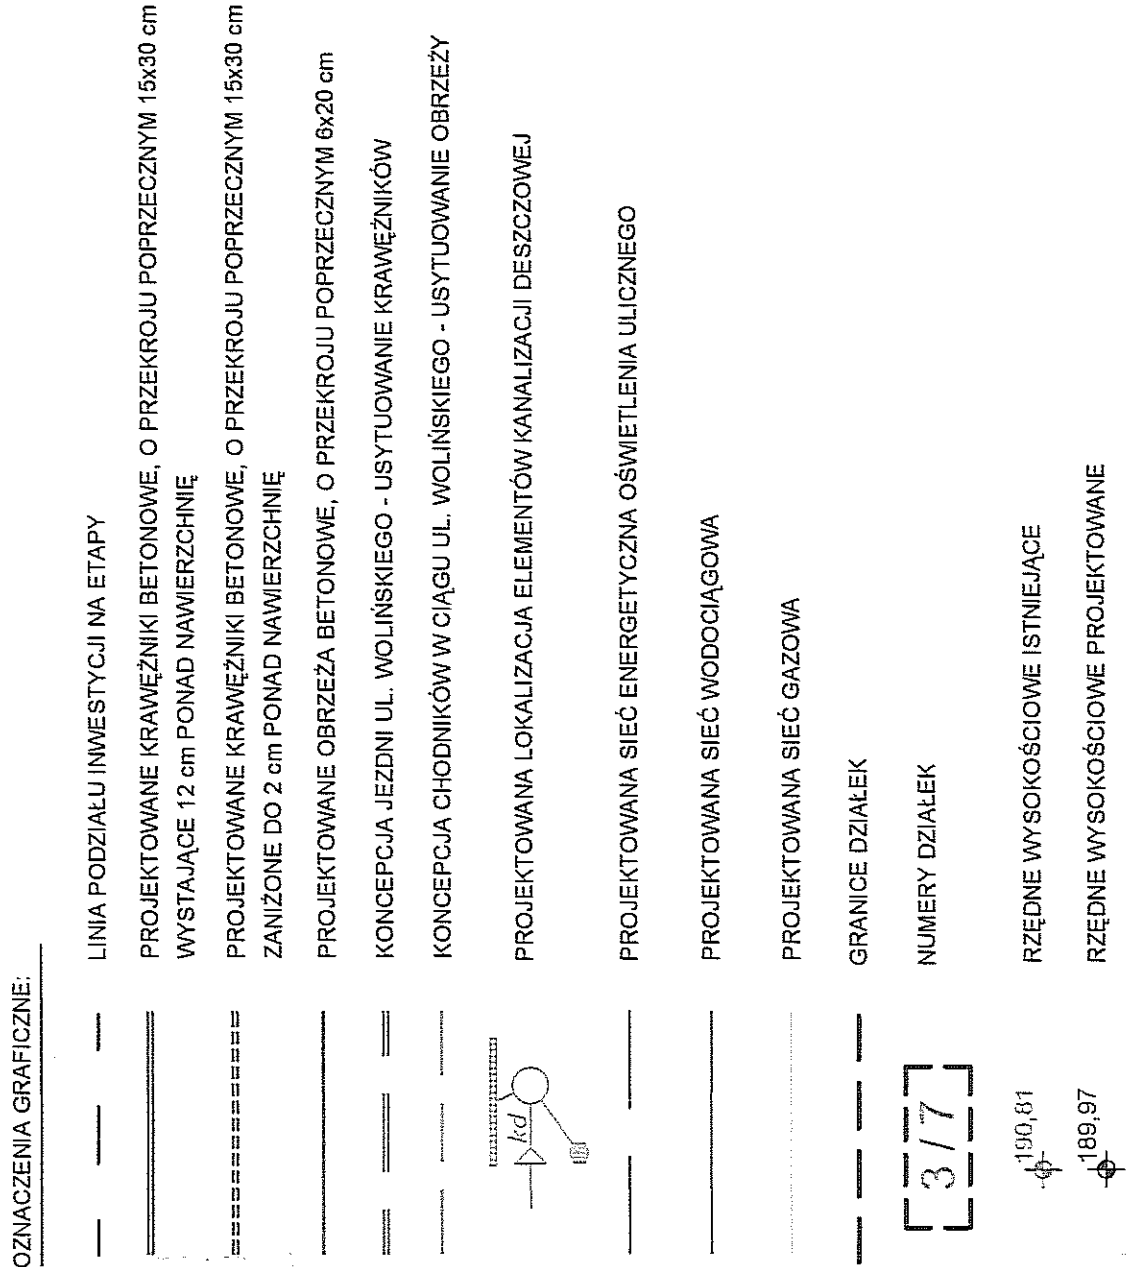 OZNACZENIA GRAFICZNE:
LINIA PODZIAŁU INWESTYCJI NA ETAPY
PROJEKTOWANE KRAWĘŻNIKI BETONOWE, O PRZEKROJU POPRZECZNYM 15x30 cm
WYSTAJĄCE 12 cm PONAD NAWIERZCHNIĘ
PROJEKTOWANE KRAWĘŻNIKI BETONOWE, O PRZEKROJU POPRZECZNYM 15x30 cm
ZANIŻONE DO 2 cm PONAD NAWIERZCHNIĘ
PROJEKTOWANE OBRZEŻA BETONOWE, O PRZEKROJU POPRZECZNYM 6x20 cm
KONCEPCJA JEZDNI UL. WOLIŃSKIEGO - USYTUOWANIE KRAWĘŻNIKÓW
KONCEPCJA CHODNIKÓW W CIĄGU UL. WOLIŃSKIEGO - USYTUOWANIE OBRZEŻY
kd
PROJEKTOWANA LOKALIZACJA ELEMENTÓW KANALIZACJI DESZCZOWEJ
PROJEKTOWANA SIEĆ ENERGETYCZNA OŚWIETLENIA ULICZNEGO
PROJEKTOWANA SIEĆ WODOCIĄGOWA
PROJEKTOWANA SIEĆ GAZOWA
GRANICE DZIAŁEK
3 / 7
NUMERY DZIAŁEK
190,81
RZĘDNE WYSOKOŚCIOWE ISTNIEJĄCE
189,97
RZĘDNE WYSOKOŚCIOWE PROJEKTOWANE